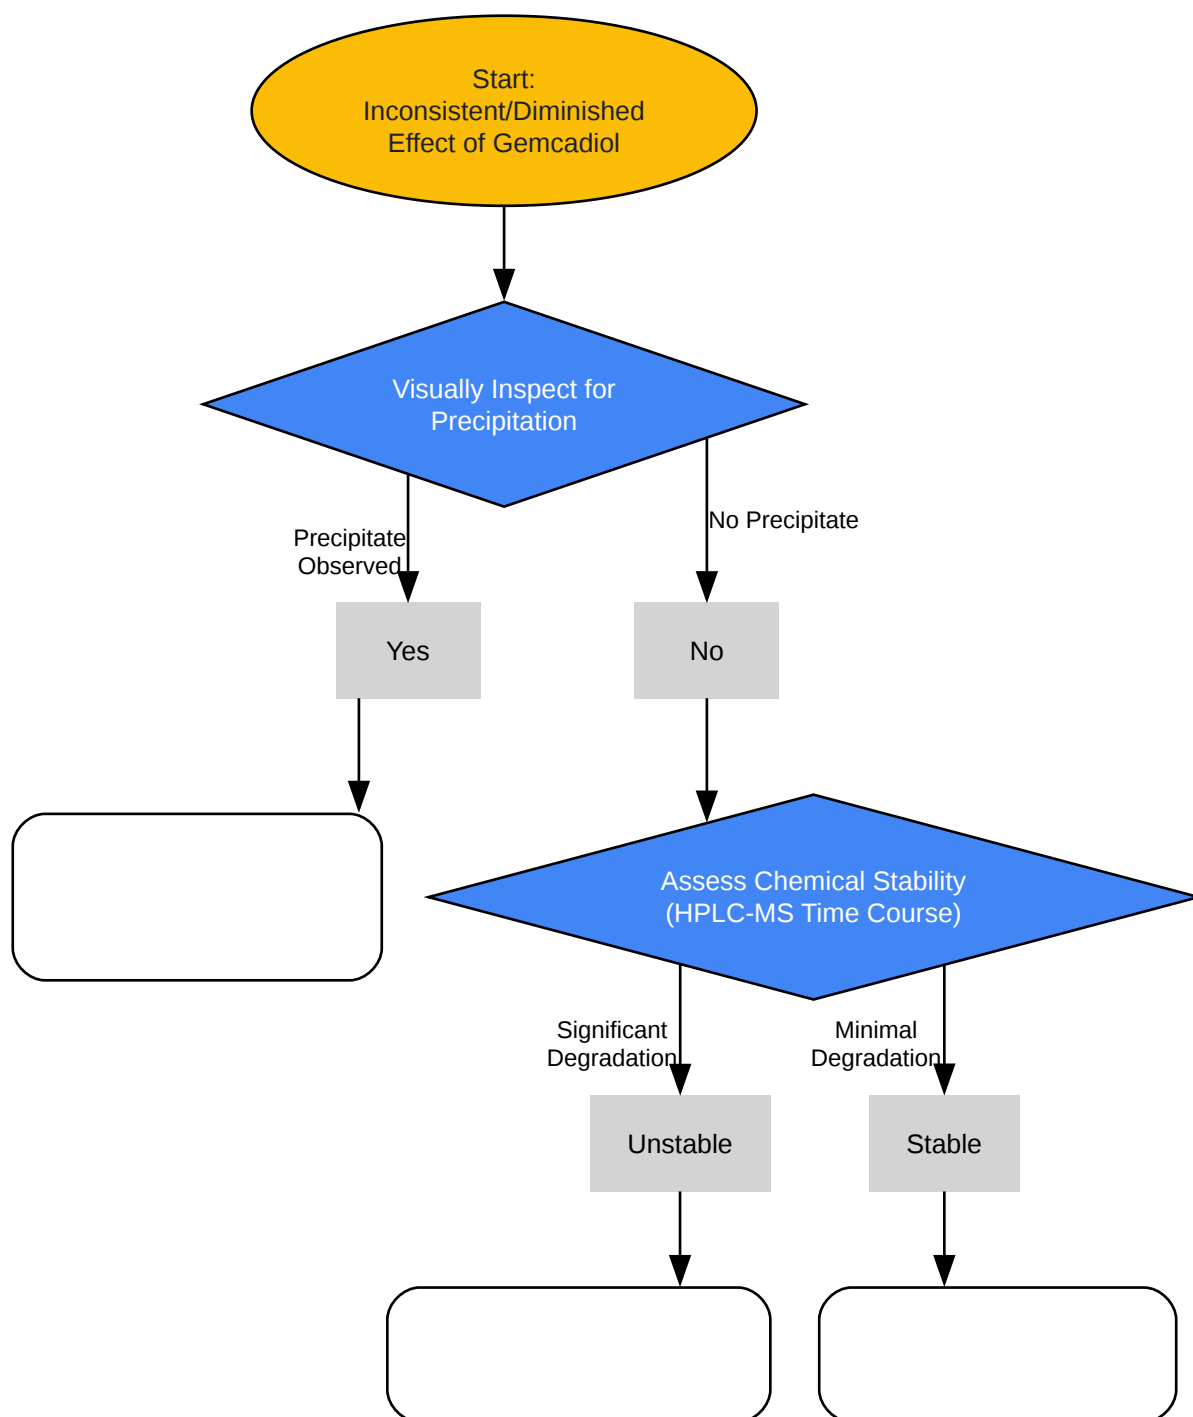 Start:
Inconsistent/Diminished
Effect of Gemcadiol
Visually Inspect for
Precipitation
Precipitate
Observed
No Precipitate
Yes
No
Assess Chemical Stability
(HPLC-MS Time Course)
Significant
Degradation
Minimal
Degradation
Unstable
Stable